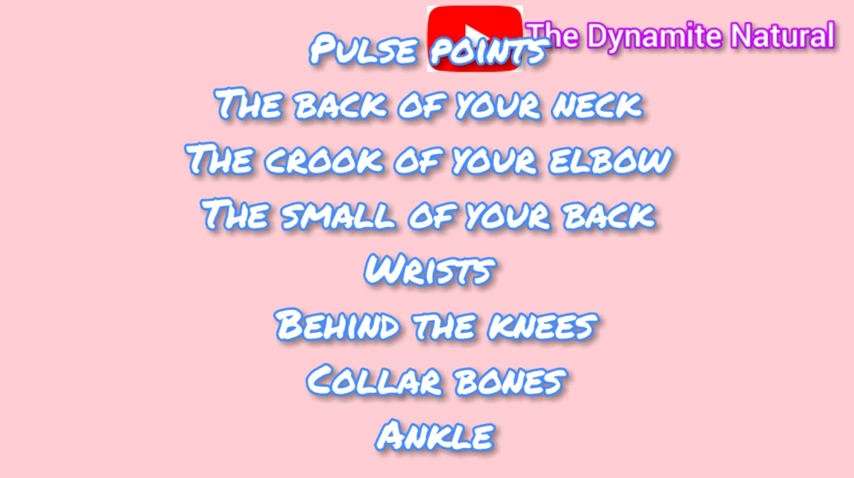 The Dynamite Natural
Pulse points
The back of your neck
The crook of your elbow
The small of your back
Wrists
Behind the knees
Collar bones
Ankle